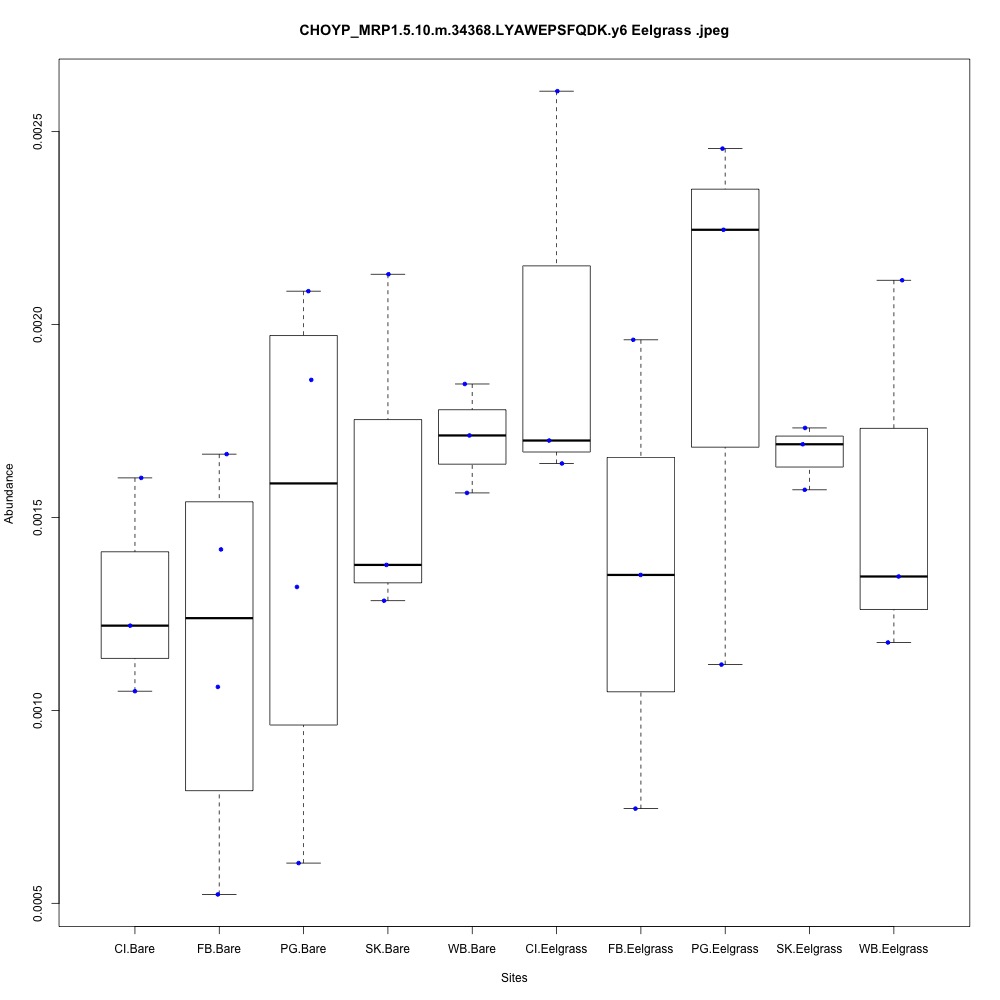 CHOYP_MRP1.5.10.m.34368.LYAWEPSFQDK.y6 Eelgrass .jpeg
Abundance
0.0025
0.0020
0.0015
0.0010
0.0005
CI.Bare FB.Bare PG.Bare SK.Bare WB.Bare CI.Eelgrass FB.Eelgrass PG.Eelgrass SK.Eelgrass WB.Eelgrass
Sites